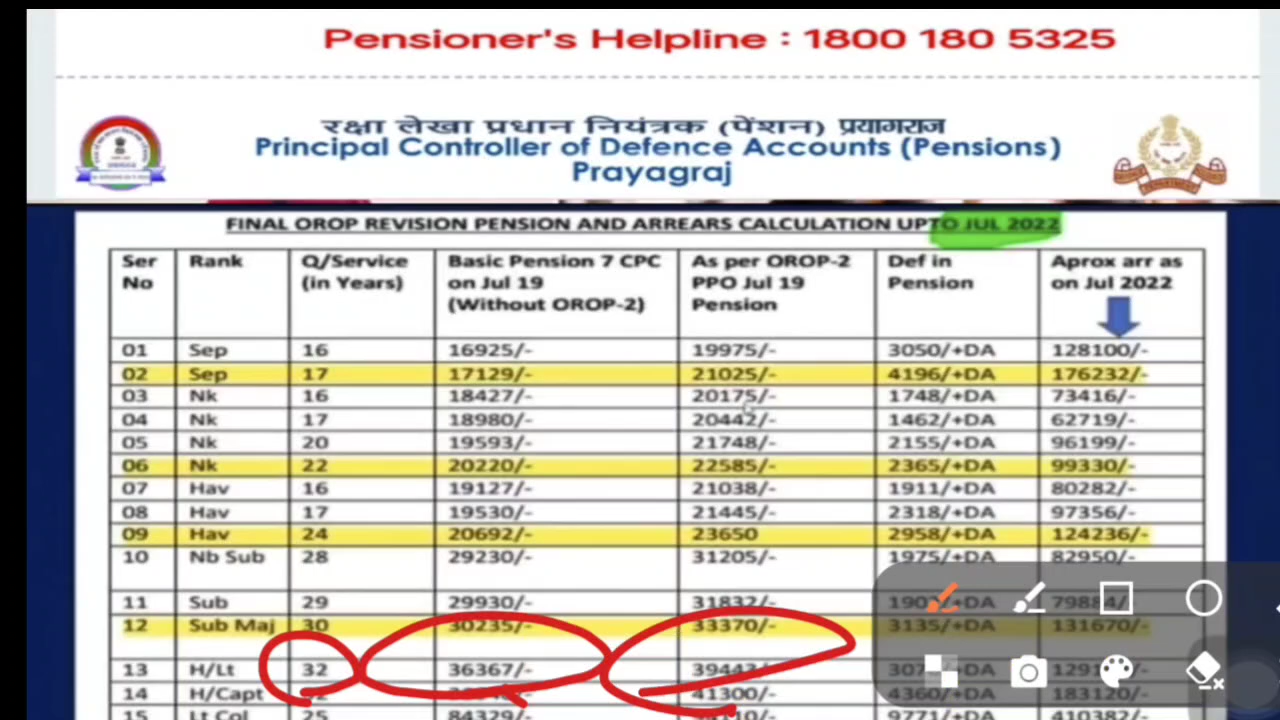 Pensioner's Helpline : 1800 180 5325
रक्षा लेखा प्रधान नियंत्रक (पेंशन) प्रयागराज
Principal Controller of Defence Accounts (Pensions)
Prayagraj
FINAL OROP REVISION PENSION AND ARREARS CALCULATION UPTO JUL 2022
Ser No Rank Q/Service (in Years) Basic Pension 7 CPC on Jul 19 (Without OROP-2) As per OROP-2 PPO Jul 19 Pension Def in Pension Aprox arr as on Jul 2022
01 Sep 16 16925/- 19975/- 3050/+DA 128100/-
02 Sep 17 17129/- 21025/- 4196/+DA 176232/-
03 Nk 16 18427/- 20175/- 1748/+DA 73416/-
04 Nk 17 18980/- 20442/- 1462/+DA 62719/-
05 Nk 20 19593/- 21748/- 2155/+DA 96199/-
06 Nk 22 20220/- 22585/- 2365/+DA 99330/-
07 Hav 16 19127/- 21038/- 1911/+DA 80282/-
08 Hav 17 19530/- 21445/- 2318/+DA 97356/-
09 Hav 24 20692/- 23650 2958/+DA 124236/-
10 Nb Sub 28 29230/- 31205/- 1975/+DA 82950/-
11 Sub 29 29930/- 31832/-
12 Sub Maj 30 30235/- 33370/- 3135/+DA 131670/-
13 H/Lt 32 36367/-
14 H/Capt 41300/- 4360/+DA 183120/-
15 Lt Col 25 84329/- 9771/+DA 410382/-